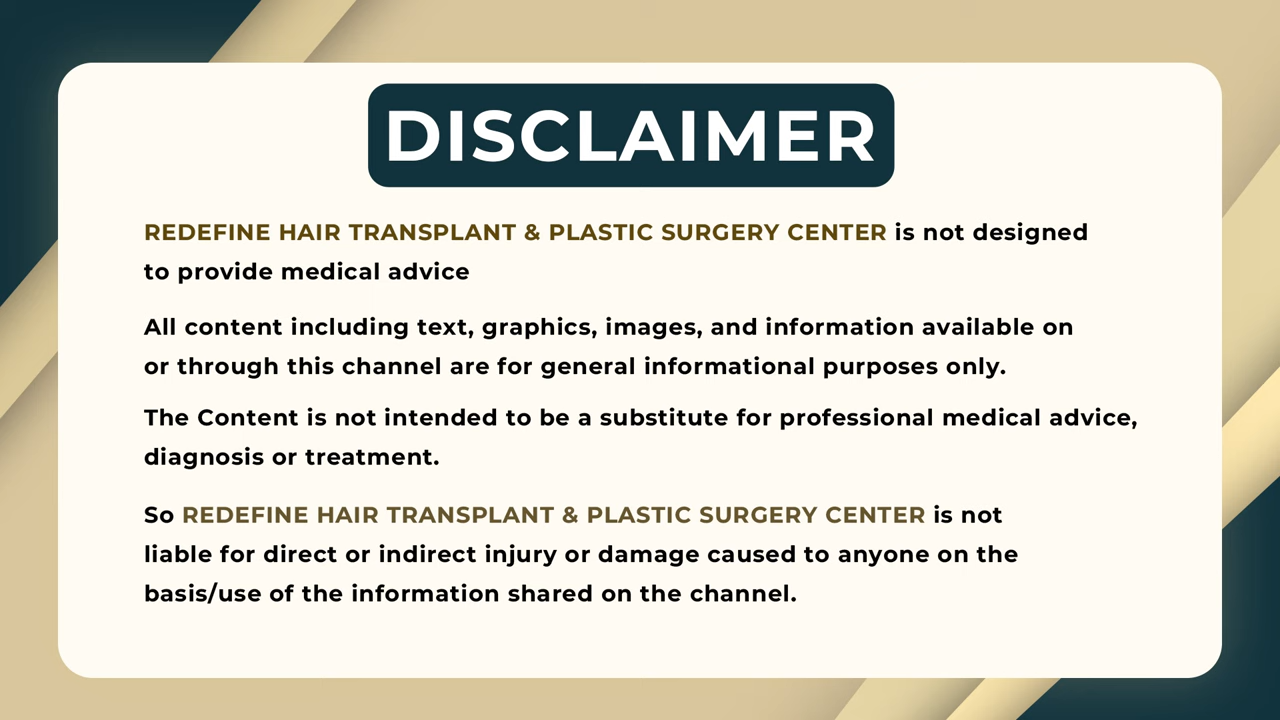 DISCLAIMER
REDEFINE HAIR TRANSPLANT & PLASTIC SURGERY CENTER is not designed
to provide medical advice
All content including text, graphics, images, and information available on
or through this channel are for general informational purposes only.
The Content is not intended to be a substitute for professional medical advice,
diagnosis or treatment.
So REDEFINE HAIR TRANSPLANT & PLASTIC SURGERY CENTER is not
liable for direct or indirect injury or damage caused to anyone on the
basis/use of the information shared on the channel.